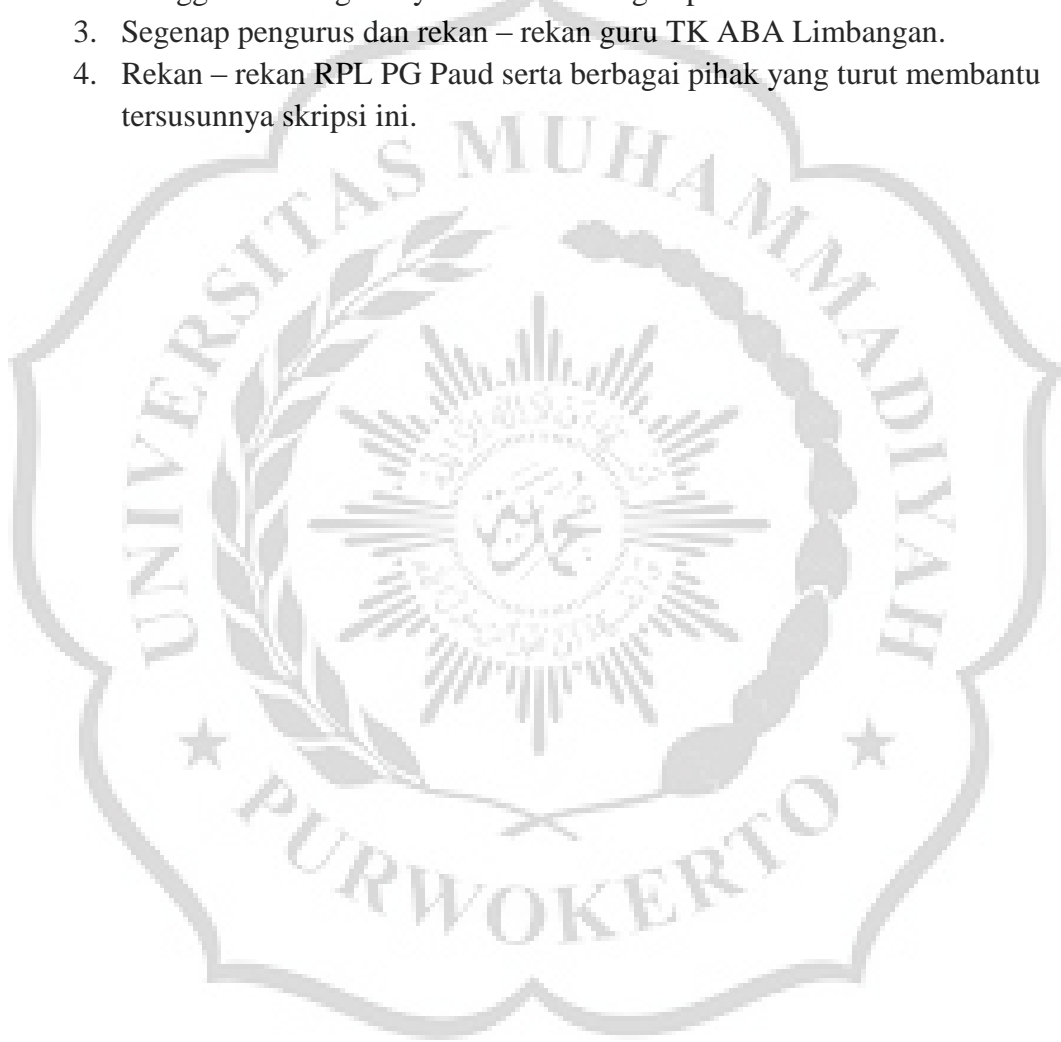 3. Segenap pengurus dan rekan – rekan guru TK ABA Limbangan.
4. Rekan – rekan RPL PG Paud serta berbagai pihak yang turut membantu
tersusunnya skripsi ini.
UNIVERSITAS MUHAMMADIYAH
محمد
PURWOKERTO